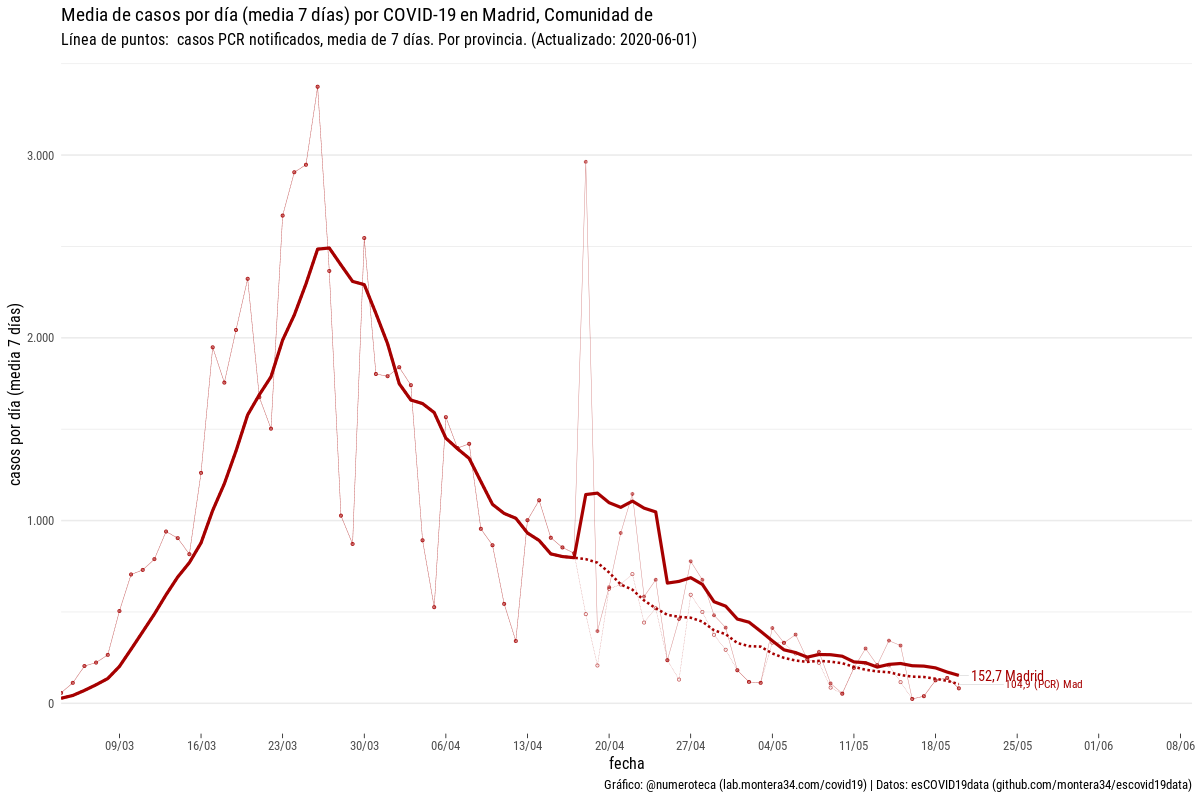 Media de casos por día (media 7 días) por COVID-19 en Madrid, Comunidad de
Línea de puntos:  casos PCR notificados, media de 7 días. Por provincia. (Actualizado: 2020-06-01)
casos por día (media 7 días)
3.000
2.000
1.000
0
152,7 Madrid
104,9 (PCR) Mad
09/03
16/03
23/03
30/03
06/04
13/04
20/04
27/04
04/05
11/05
18/05
25/05
01/06
08/06
fecha
Gráfico: @numeroteca (lab.montera34.com/covid19) | Datos: esCOVID19data (github.com/montera34/escovid19data)